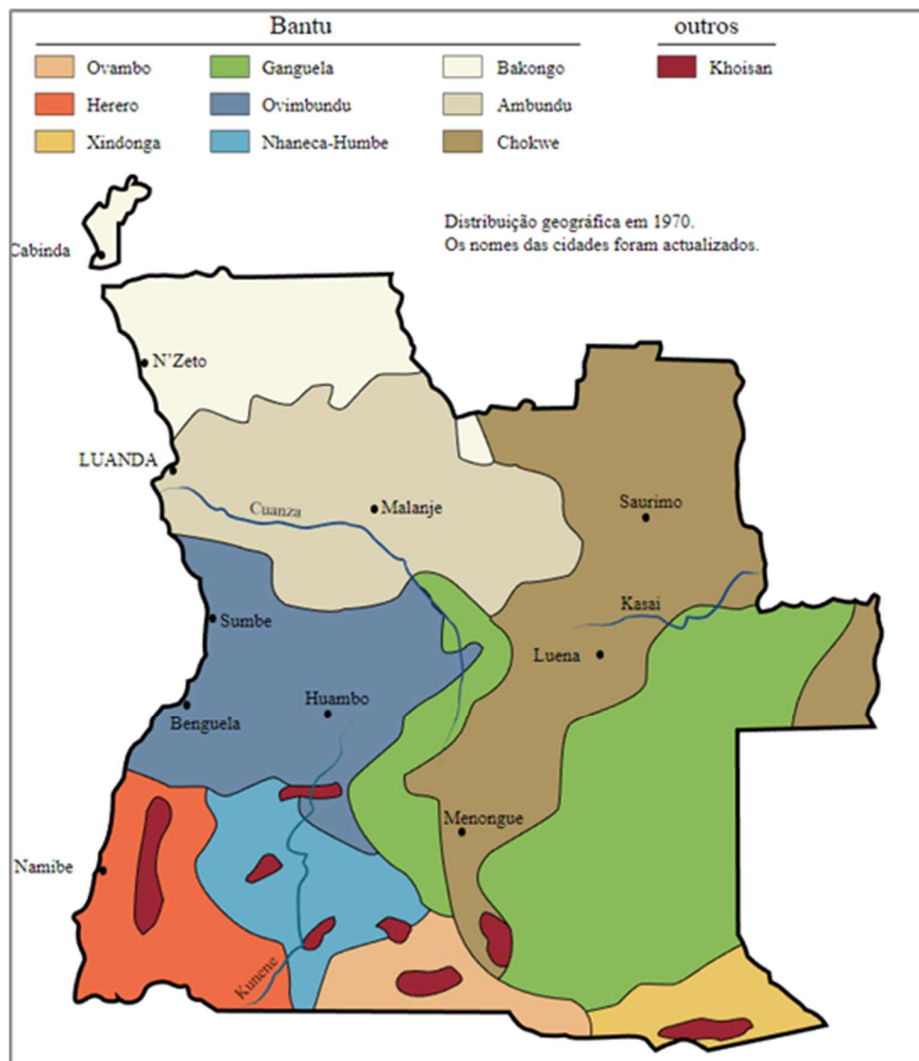 Bantu
outros
Ovambo
Ganguela
Bakongo
Khoisan
Herero
Ovimbundu
Ambundu
Xindonga
Nhaneca-Humbe
Chokwe
Distribuição geográfica em 1970.
Os nomes das cidades foram actualizados.
Cabinda
N'Zeto
LUANDA
Cuanza
Malanje
Saurimo
Kasai
Sumbe
Luena
Huambo
Benguela
Menongue
Namibe
Kunene